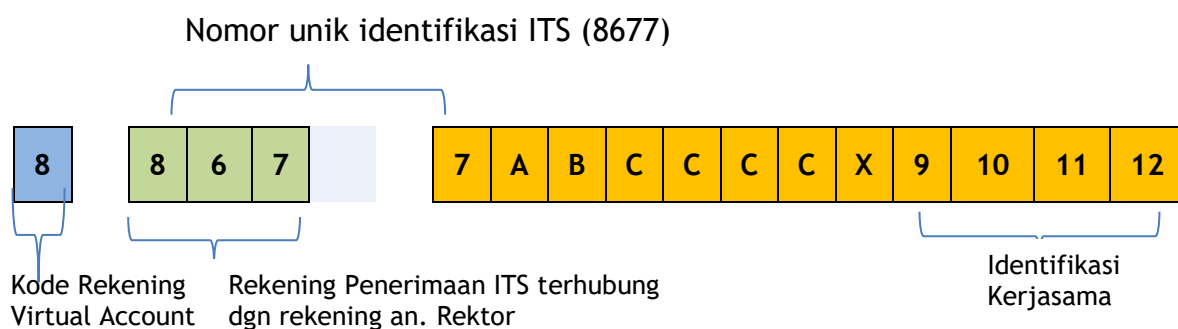 Nomor unik identifikasi ITS (8677)
8 8 6 7 7 A B C C C C X 9 10 11 12
Kode Rekening
Virtual Account
Rekening Penerimaan ITS terhubung
dgn rekening an. Rektor
Identifikasi
Kerjasama